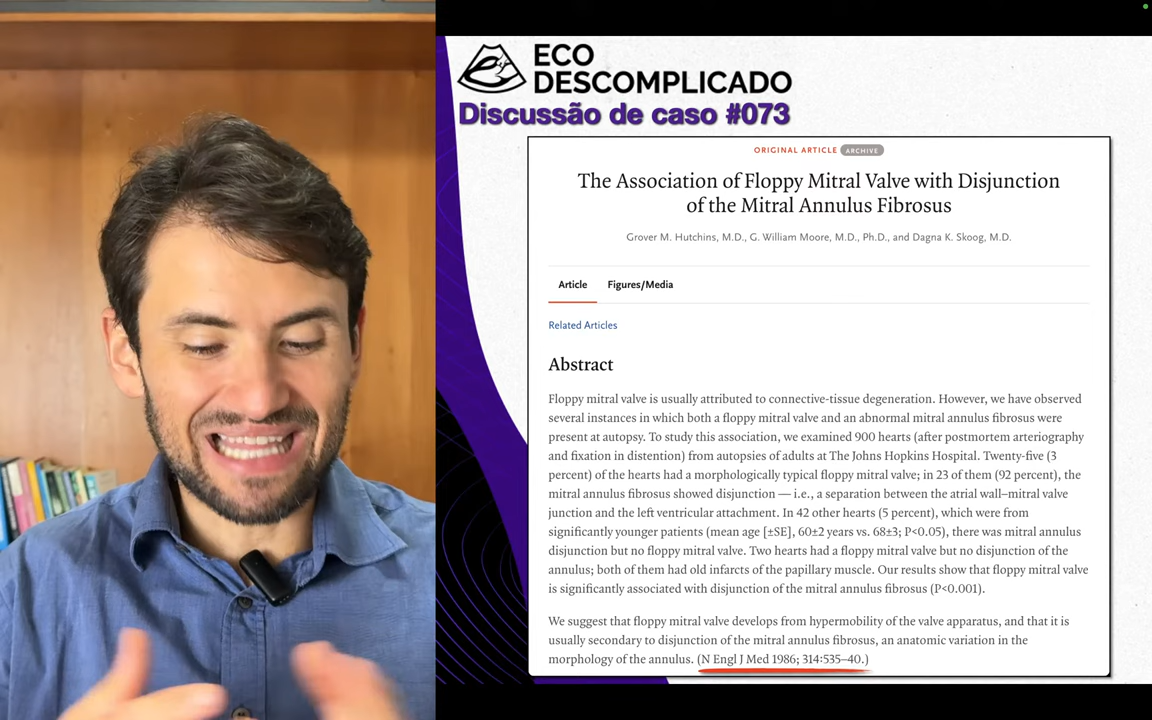 ECO
DESCOMPLICADO
Discussão de caso #073
ORIGINAL ARTICLE ARCHIVE
The Association of Floppy Mitral Valve with Disjunction
of the Mitral Annulus Fibrosus
Grover M. Hutchins, M.D., G. William Moore, M.D., Ph.D., and Dagna K. Skoog, M.D.
Article Figures/Media
Related Articles
Abstract
Floppy mitral valve is usually attributed to connective-tissue degeneration. However, we have observed
several instances in which both a floppy mitral valve and an abnormal mitral annulus fibrosus were
present at autopsy. To study this association, we examined 900 hearts (after postmortem arteriography
and fixation in distention) from autopsies of adults at The Johns Hopkins Hospital. Twenty-five (3
percent) of the hearts had a morphologically typical floppy mitral valve; in 23 of them (92 percent), the
mitral annulus fibrosus showed disjunction — i.e., a separation between the atrial wall–mitral valve
junction and the left ventricular attachment. In 42 other hearts (5 percent), which were from
significantly younger patients (mean age [±SE], 60±2 years vs. 68±3; P<0.05), there was mitral annulus
disjunction but no floppy mitral valve. Two hearts had a floppy mitral valve but no disjunction of the
annulus; both of them had old infarcts of the papillary muscle. Our results show that floppy mitral valve
is significantly associated with disjunction of the mitral annulus fibrosus (P<0.001).
We suggest that floppy mitral valve develops from hypermobility of the valve apparatus, and that it is
usually secondary to disjunction of the mitral annulus fibrosus, an anatomic variation in the
morphology of the annulus. (N Engl J Med 1986; 314:535–40.)